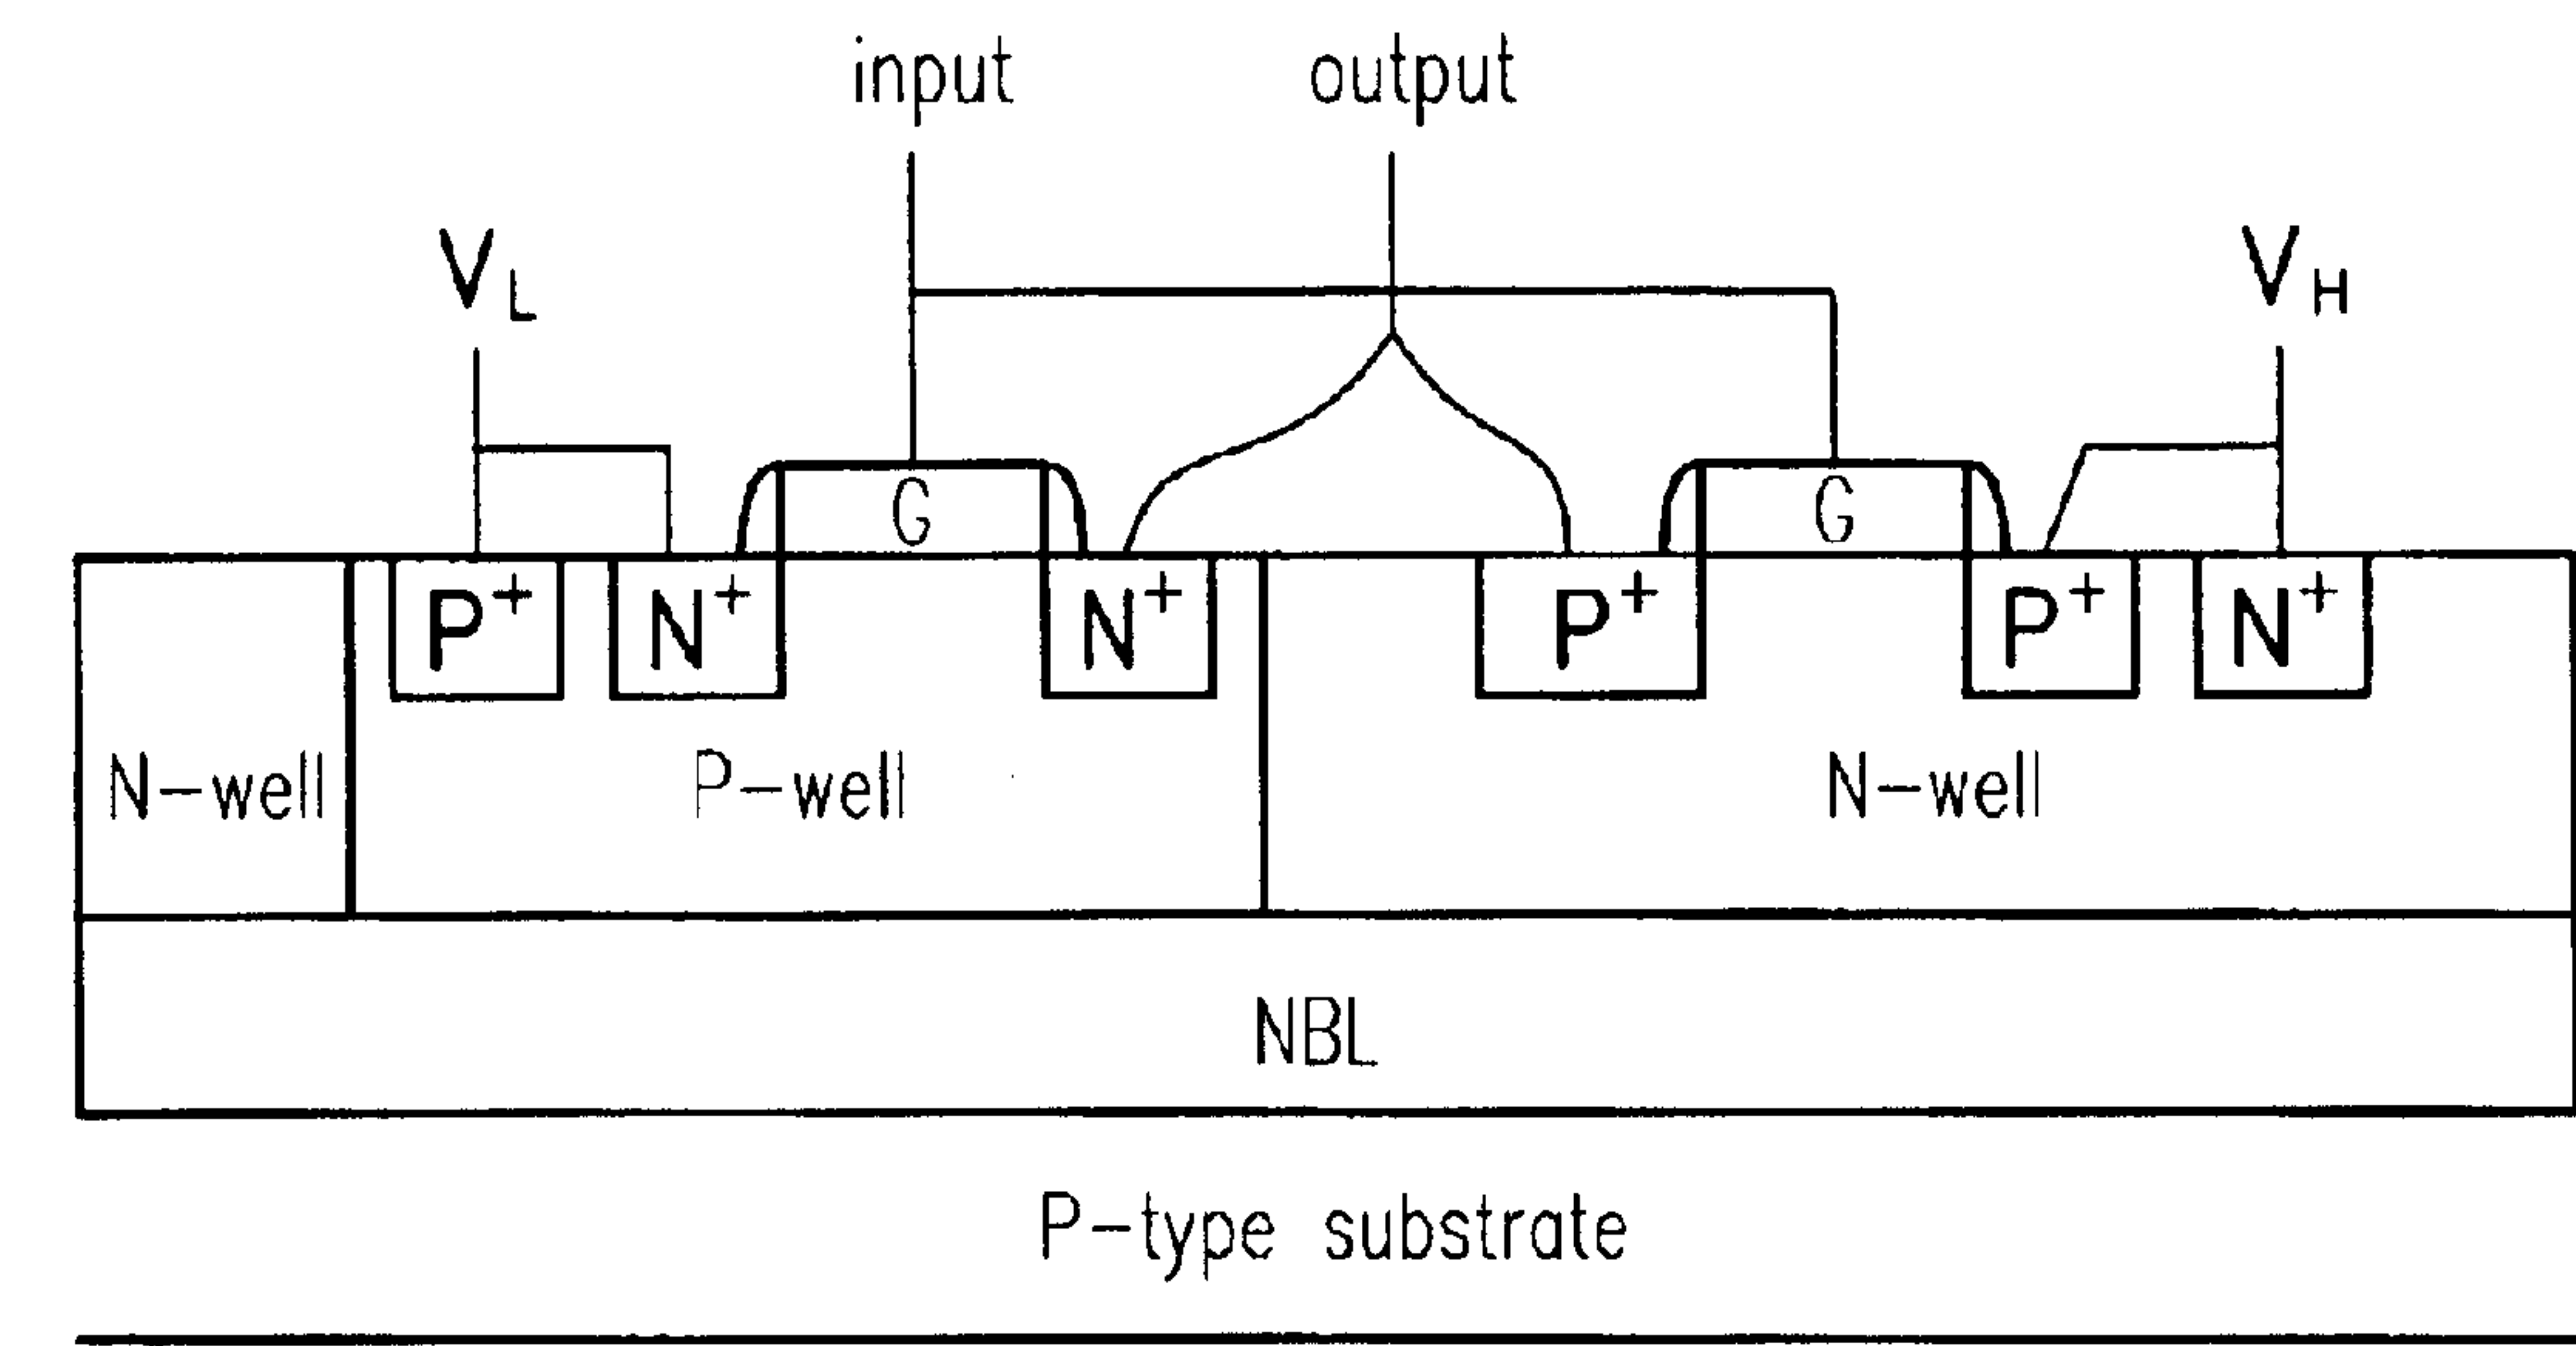 input output
V_L V_H
G G
P⁺ N⁺ N⁺ P⁺ P⁺ N⁺
N-well P-well N-well
NBL
P-type substrate